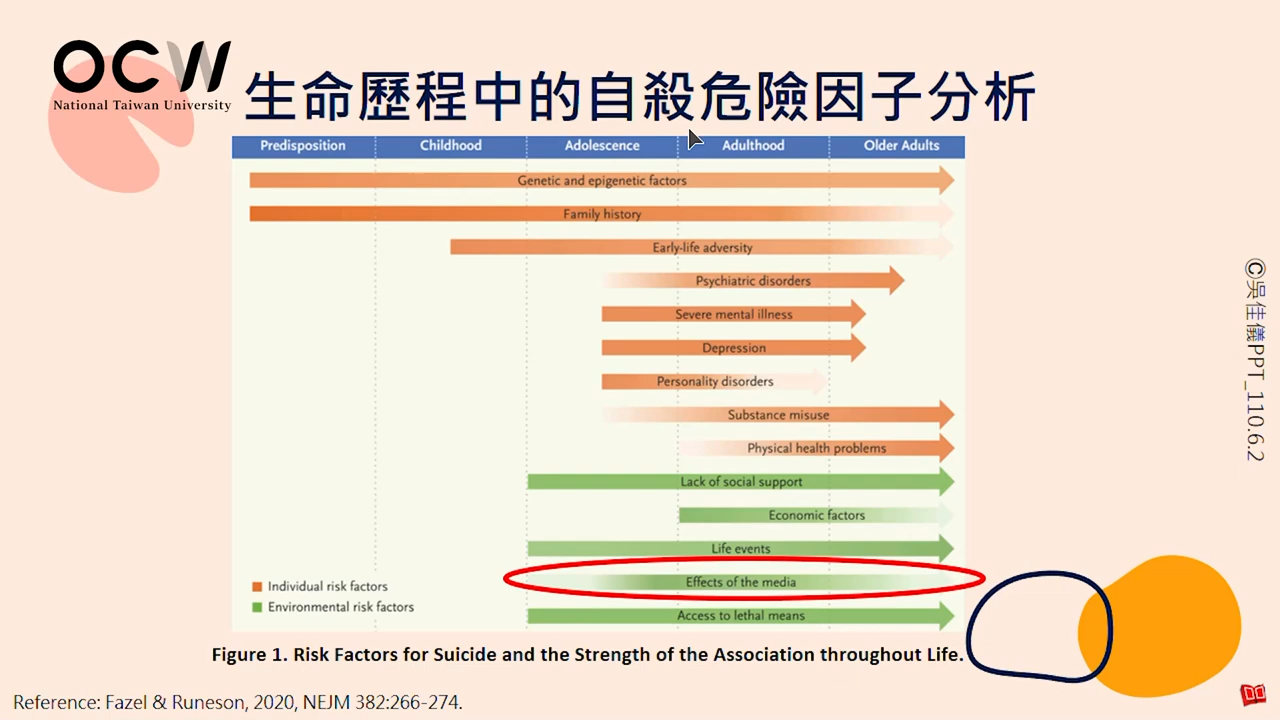 OCW
National Taiwan University
生命歷程中的自殺危險因子分析
Predisposition Childhood Adolescence Adulthood Older Adults
Genetic and epigenetic factors
Family history
Early-life adversity
Psychiatric disorders
Severe mental illness
Depression
Personality disorders
Substance misuse
Physical health problems
Lack of social support
Economic factors
Life events
Effects of the media
Access to lethal means
Individual risk factors
Environmental risk factors
Figure 1. Risk Factors for Suicide and the Strength of the Association throughout Life.
Reference: Fazel & Runeson, 2020, NEJM 382:266-274.
©吳佳儀PPT_110.6.2